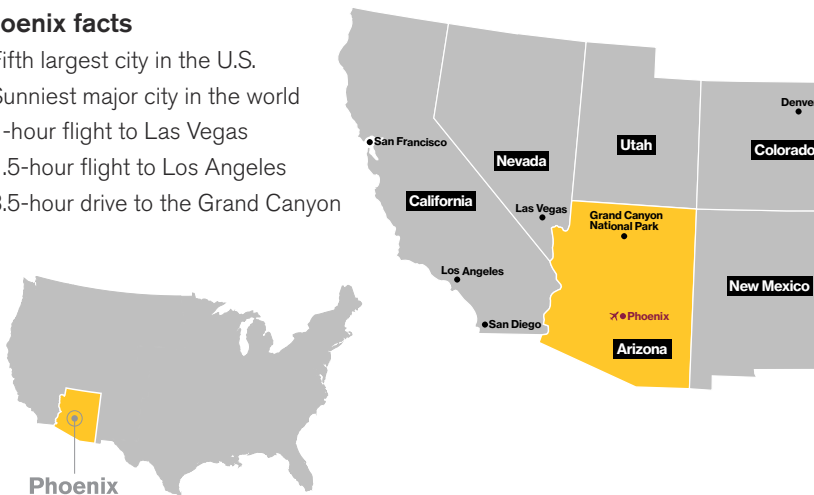 oenix facts
Fifth largest city in the U.S.
Sunniest major city in the world
-hour flight to Las Vegas
.5-hour flight to Los Angeles
3.5-hour drive to the Grand Canyon
Denve
San Francisco
Utah
Colorado
Nevada
California
Las Vegas
Grand Canyon
National Park
Los Angeles
New Mexico
Phoenix
San Diego
Arizona
Phoenix